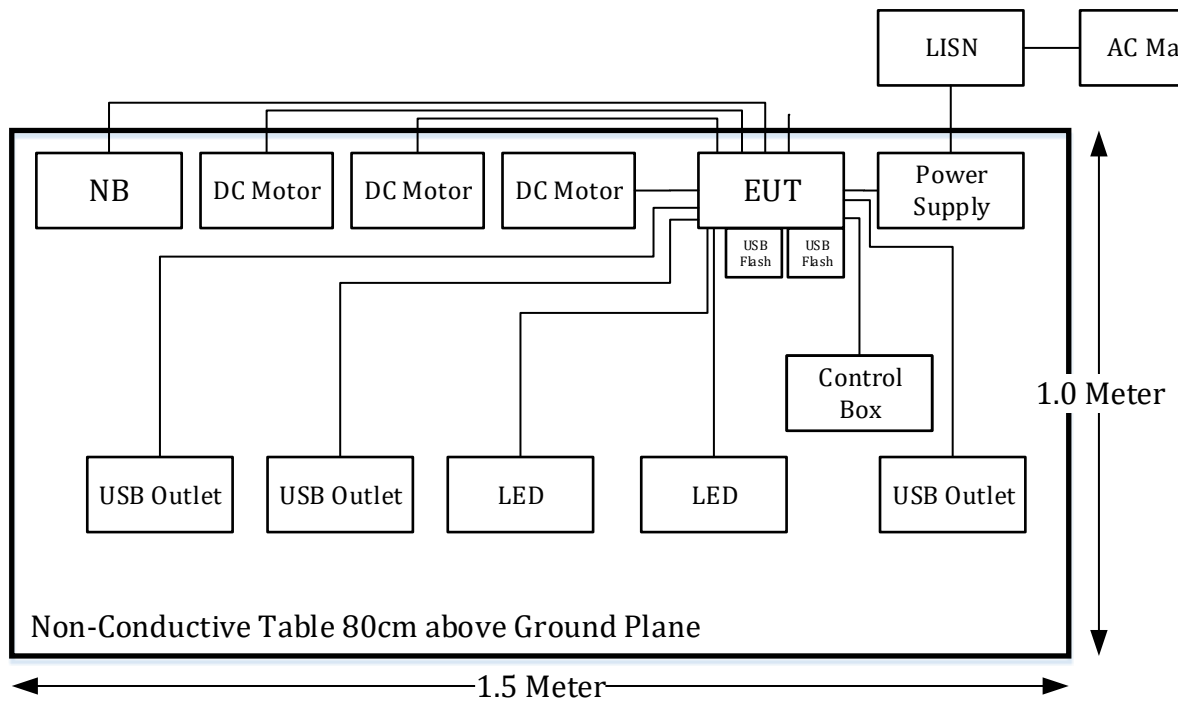 LISN
AC Ma
NB
DC Motor
DC Motor
DC Motor
EUT
Power
Supply
USB
Flash
USB
Flash
Control
Box
1.0 Meter
USB Outlet
USB Outlet
LED
LED
USB Outlet
Non-Conductive Table 80cm above Ground Plane
1.5 Meter